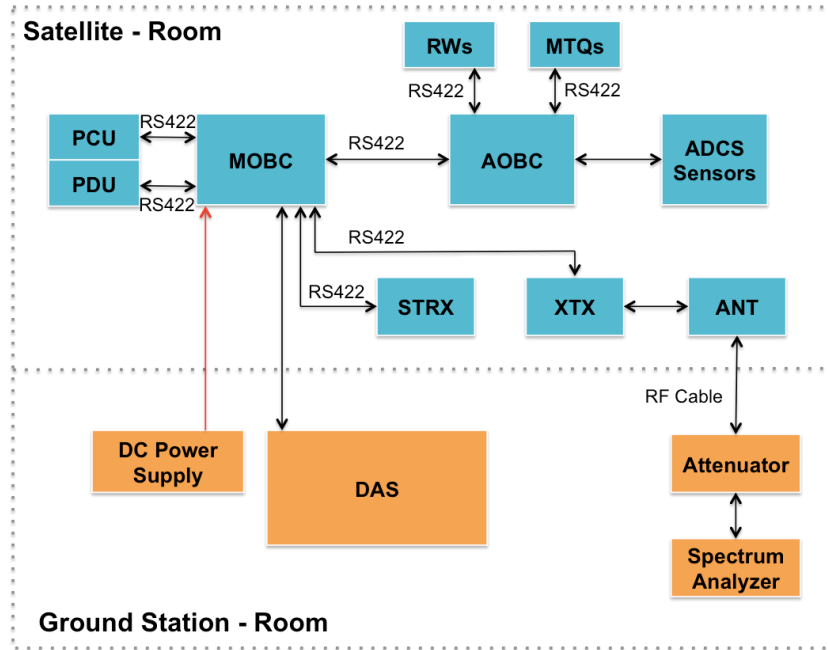 Satellite - Room
RWs
MTQs
RS422
RS422
RS422
PCU
MOBC
RS422
AOBC
ADCS
Sensors
PDU
RS422
RS422
RS422
STRX
XTX
ANT
RF Cable
DC Power
Supply
DAS
Attenuator
Spectrum
Analyzer
Ground Station - Room